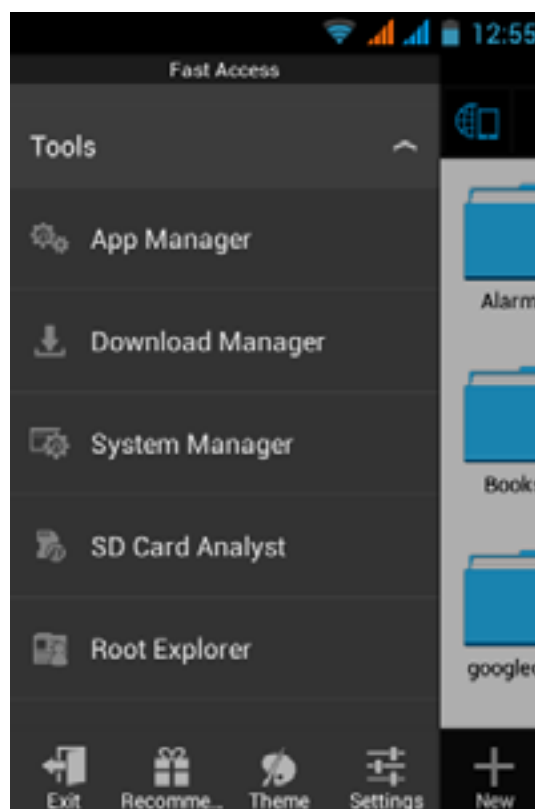 12:55
Fast Access
Tools
App Manager
Alarm
Download Manager
System Manager
Books
SD Card Analyst
Root Explorer
Exit
Recomme...
Theme
Settings
New